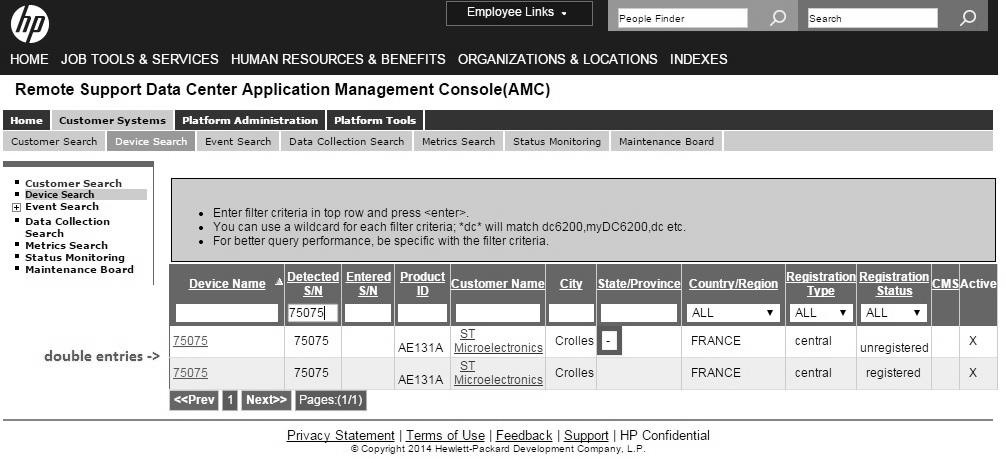 hp
Employee Links
People Finder
Search
HOME JOB TOOLS & SERVICES HUMAN RESOURCES & BENEFITS ORGANIZATIONS & LOCATIONS INDEXES
Remote Support Data Center Application Management Console(AMC)
Home Customer Systems Platform Administration Platform Tools
Customer Search Device Search Event Search Data Collection Search Metrics Search Status Monitoring Maintenance Board
Customer Search
Device Search
Event Search
Data Collection
Search
Metrics Search
Status Monitoring
Maintenance Board
Enter filter criteria in top row and press <enter>.
You can use a wildcard for each filter criteria; *dc* will match dc6200,myDC6200,dc etc.
For better query performance, be specific with the filter criteria.
Device Name Detected S/N Entered S/N Product ID Customer Name City State/Province Country/Region Registration Type Registration Status CMS Active
75075 ALL ALL ALL
double entries ->
75075 75075 AE131A ST Microelectronics Crolles - FRANCE central unregistered X
75075 75075 AE131A ST Microelectronics Crolles FRANCE central registered X
<<Prev 1 Next>> Pages:(1/1)
Privacy Statement | Terms of Use | Feedback | Support | HP Confidential
© Copyright 2014 Hewlett-Packard Development Company, L.P.